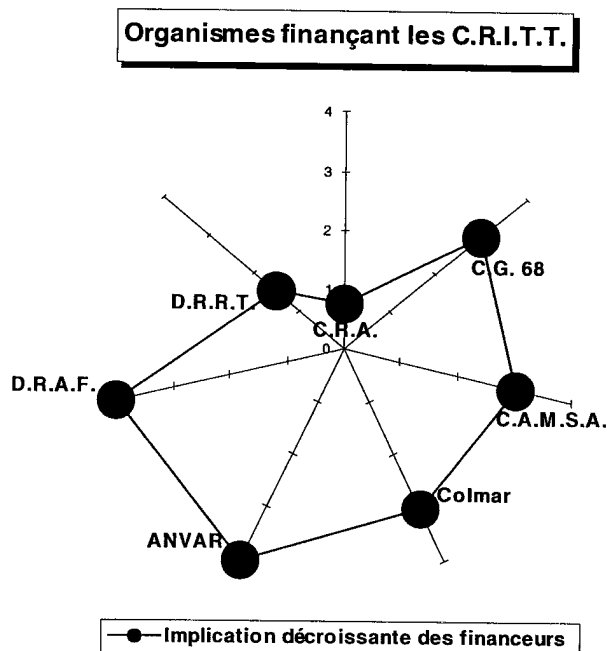 Organismes finançant les C.R.I.T.T.
4
3
2
1
0
C.R.A.
C.G. 68
C.A.M.S.A.
Colmar
ANVAR
D.R.A.F.
D.R.R.T.
Implication décroissante des financeurs